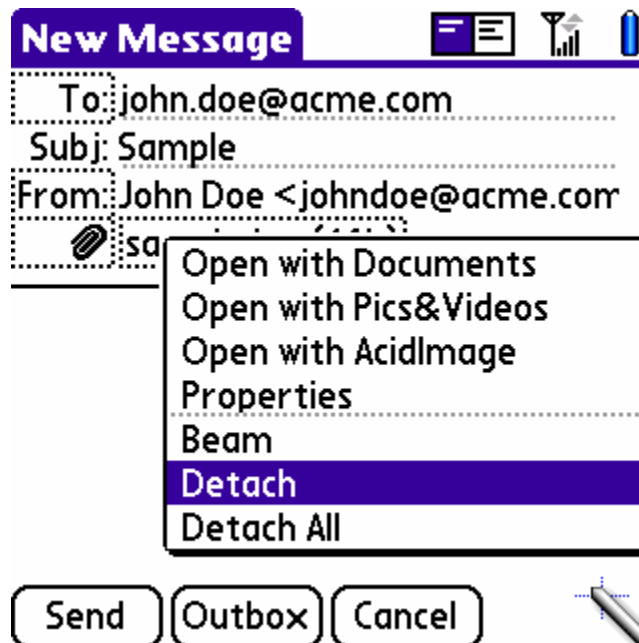 New Message
To: john.doe@acme.com
Subj: Sample
From: John Doe <johndoe@acme.com
Open with Documents
Open with Pics&Videos
Open with AcidImage
Properties
Beam
Detach
Detach All
Send Outbox Cancel